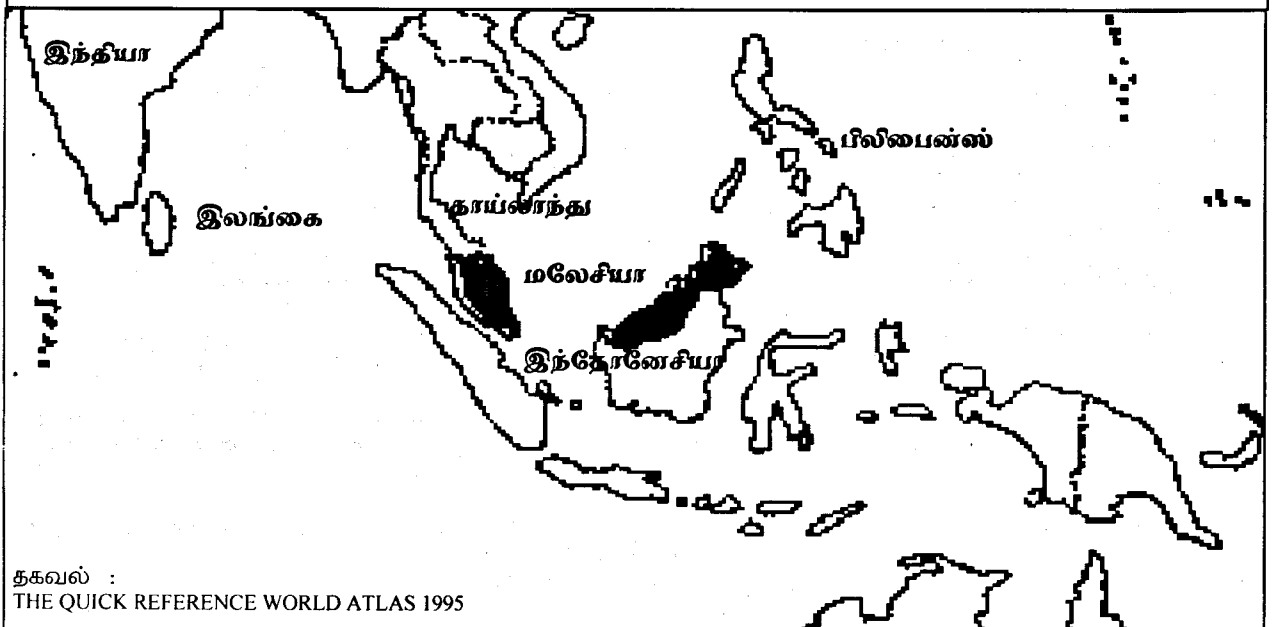 இந்தியா
பிலிபைன்ஸ்
இலங்கை
தாய்லாந்து
மலேசியா
இந்தோனேசியா
தகவல் :
THE QUICK REFERENCE WORLD ATLAS 1995